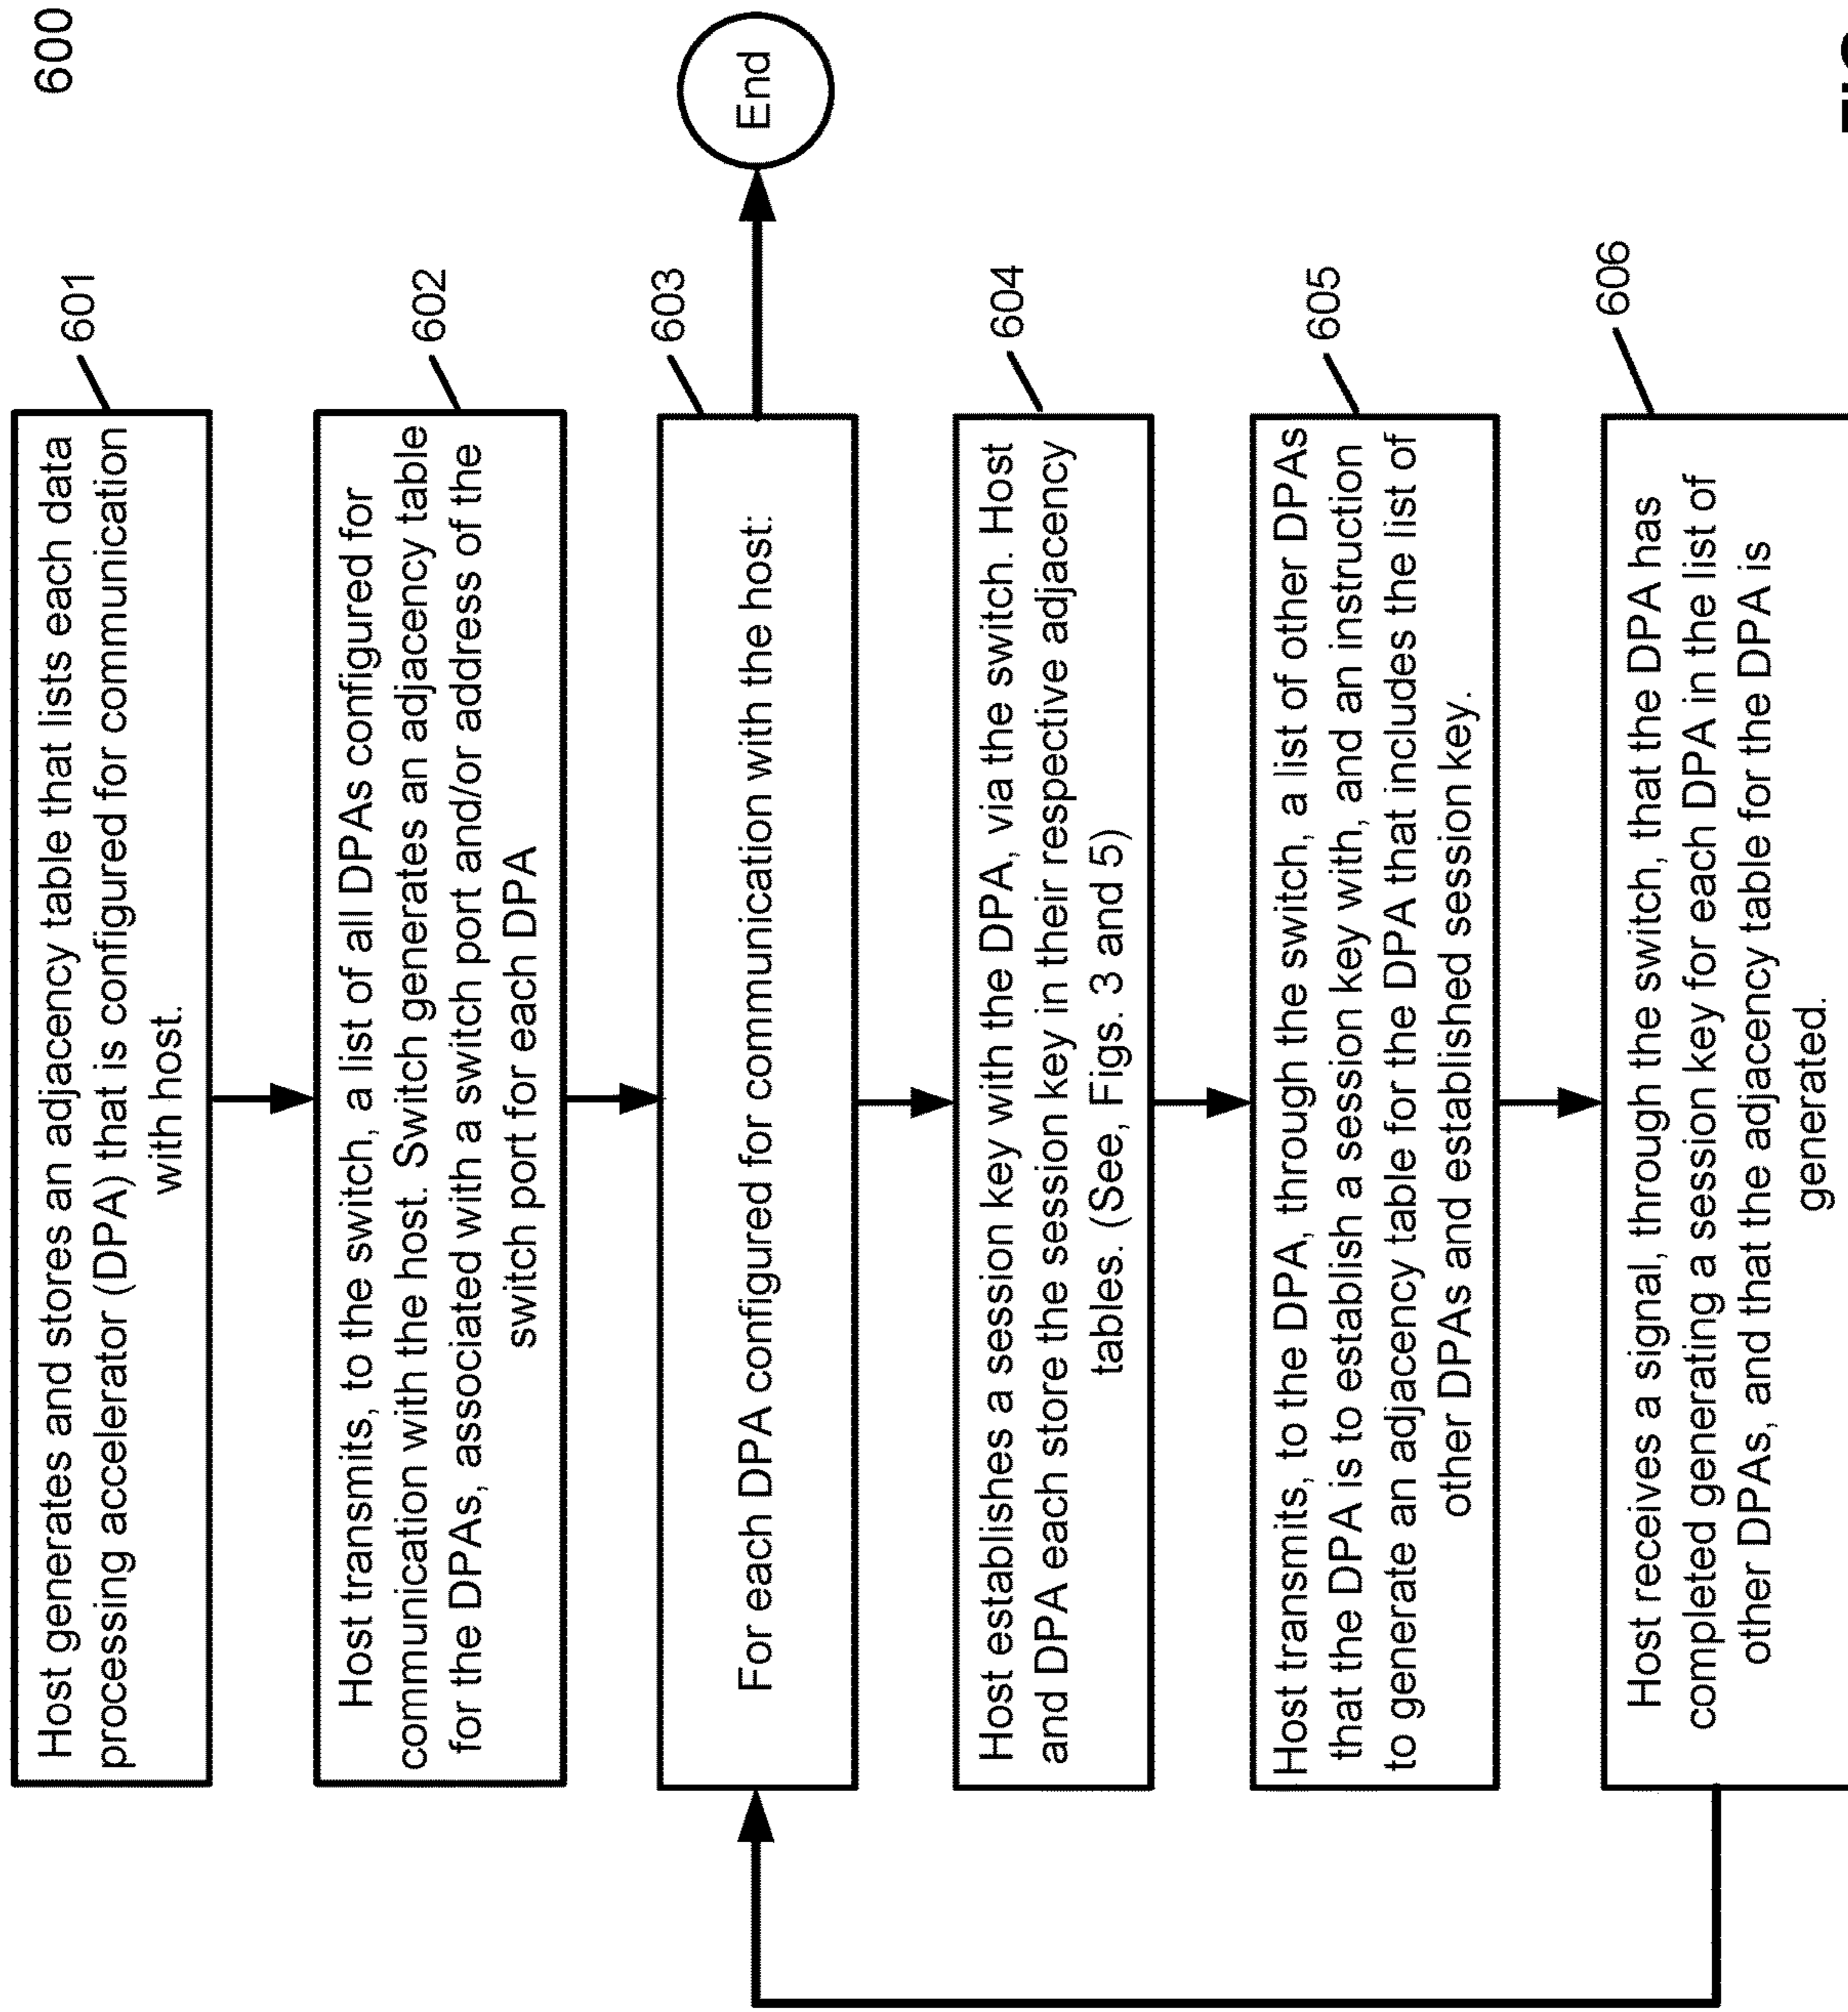 600
Host generates and stores an adjacency table that lists each data
processing accelerator (DPA) that is configured for communication
with host.
601
Host transmits, to the switch, a list of all DPAs configured for
communication with the host. Switch generates an adjacency table
for the DPAs, associated with a switch port and/or address of the
switch port for each DPA
602
For each DPA configured for communication with the host:
603
End
Host establishes a session key with the DPA, via the switch. Host
and DPA each store the session key in their respective adjacency
tables. (See, Figs. 3 and 5)
604
Host transmits, to the DPA, through the switch, a list of other DPAs
that the DPA is to establish a session key with, and an instruction
to generate an adjacency table for the DPA that includes the list of
other DPAs and established session key.
605
Host receives a signal, through the switch, that the DPA has
completed generating a session key for each DPA in the list of
other DPAs, and that the adjacency table for the DPA is
generated.
606